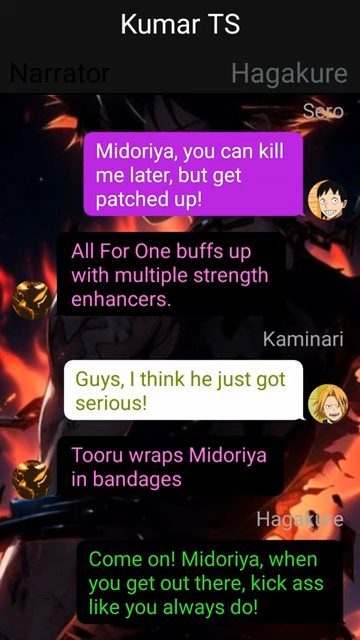 Kumar TS
Narrator
Hagakure
Sero
Midoriya, you can kill
me later, but get
patched up!
All For One buffs up
with multiple strength
enhancers.
Kaminari
Guys, I think he just got
serious!
Tooru wraps Midoriya
in bandages
Hagakure
Come on! Midoriya, when
you get out there, kick ass
like you always do!